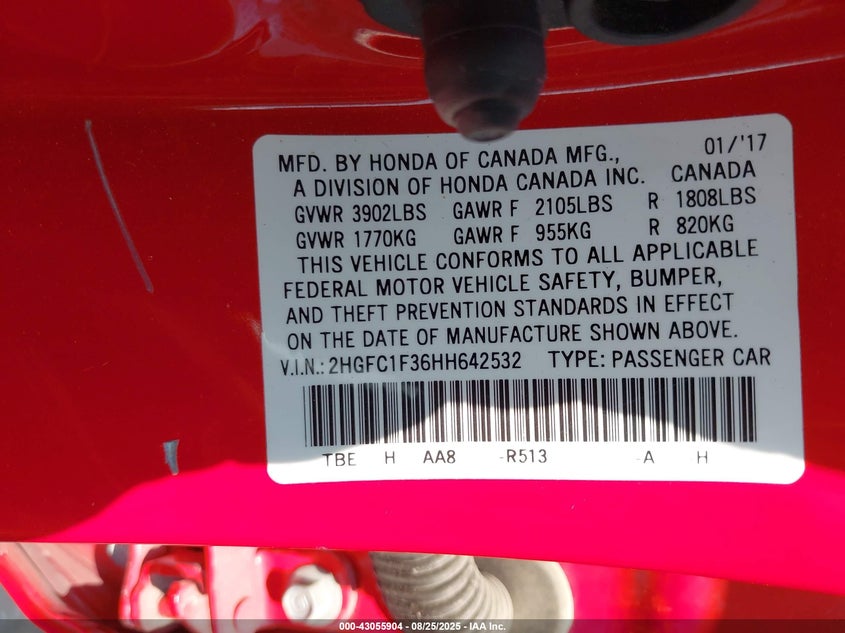 01/'17
MFD. BY HONDA OF CANADA MFG.,
A DIVISION OF HONDA CANADA INC. CANADA
GVWR 3902LBS GAWR F 2105LBS R 1808LBS
GVWR 1770KG GAWR F 955KG R 820KG
THIS VEHICLE CONFORMS TO ALL APPLICABLE
FEDERAL MOTOR VEHICLE SAFETY, BUMPER,
AND THEFT PREVENTION STANDARDS IN EFFECT
ON THE DATE OF MANUFACTURE SHOWN ABOVE.
V.I.N.: 2HGFC1F36HH642532 TYPE: PASSENGER CAR
TBE H AA8 -R513 -A H
000-43055904 - 08/25/2025 - IAA Inc.